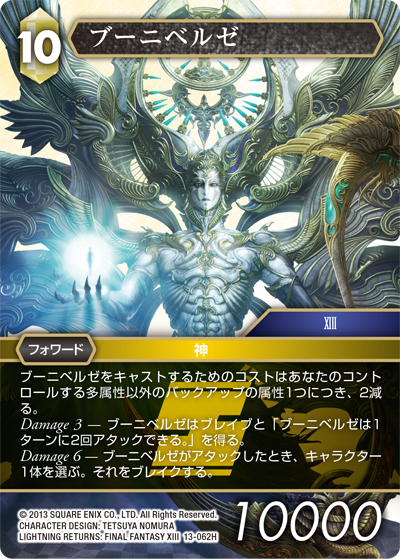 10
ブーニベルゼ
XIII
フォワード
神
ブーニベルゼをキャストするためのコストはあなたのコント
ロールする多属性以外のバックアップの属性1つにつき、2減
る。
Damage 3 — ブーニベルゼはブレイブと「ブーニベルゼは1
ターンに2回アタックできる。」を得る。
Damage 6 — ブーニベルゼがアタックしたとき、キャラクター
1体を選ぶ。それをブレイクする。
© 2013 SQUARE ENIX CO., LTD. All Rights Reserved.
CHARACTER DESIGN: TETSUYA NOMURA
LIGHTNING RETURNS: FINAL FANTASY XIII 13-062H
10000